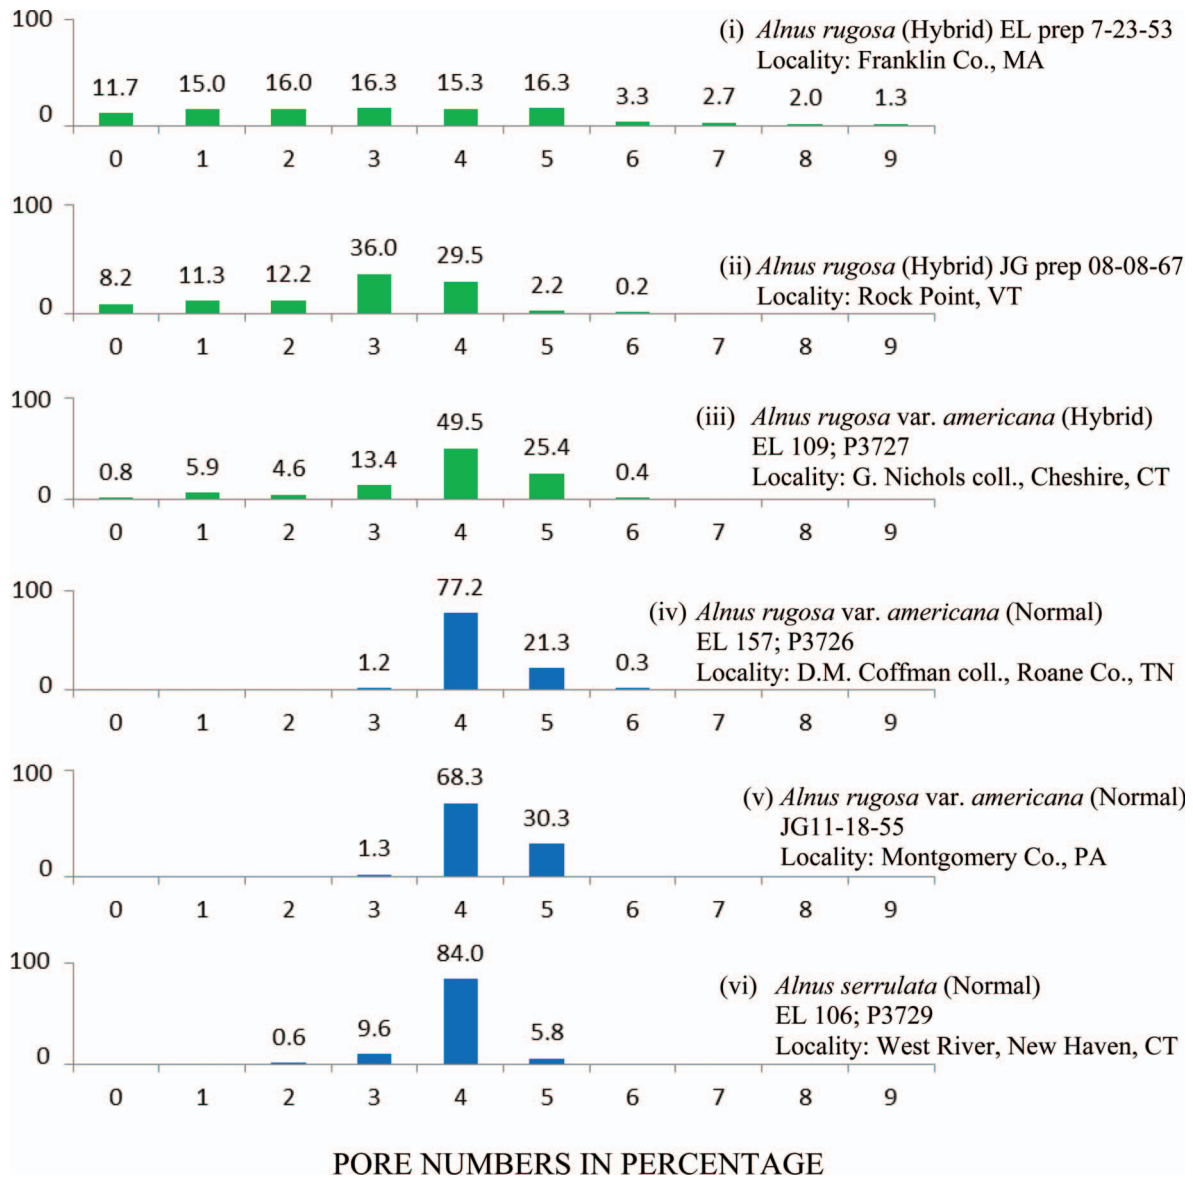 100
(i) Alnus rugosa (Hybrid) EL prep 7-23-53
Locality: Franklin Co., MA
11.7 15.0 16.0 16.3 15.3 16.3 3.3 2.7 2.0 1.3
0
0 1 2 3 4 5 6 7 8 9
100
(ii) Alnus rugosa (Hybrid) JG prep 08-08-67
Locality: Rock Point, VT
8.2 11.3 12.2 36.0 29.5 2.2 0.2
0
0 1 2 3 4 5 6 7 8 9
100
(iii) Alnus rugosa var. americana (Hybrid)
EL 109; P3727
Locality: G. Nichols coll., Cheshire, CT
0.8 5.9 4.6 13.4 49.5 25.4 0.4
0
0 1 2 3 4 5 6 7 8 9
100
(iv) Alnus rugosa var. americana (Normal)
EL 157; P3726
Locality: D.M. Coffman coll., Roane Co., TN
1.2 77.2 21.3 0.3
0
0 1 2 3 4 5 6 7 8 9
100
(v) Alnus rugosa var. americana (Normal)
JG11-18-55
Locality: Montgomery Co., PA
1.3 68.3 30.3
0
0 1 2 3 4 5 6 7 8 9
100
(vi) Alnus serrulata (Normal)
EL 106; P3729
Locality: West River, New Haven, CT
0.6 9.6 84.0 5.8
0
0 1 2 3 4 5 6 7 8 9
PORE NUMBERS IN PERCENTAGE